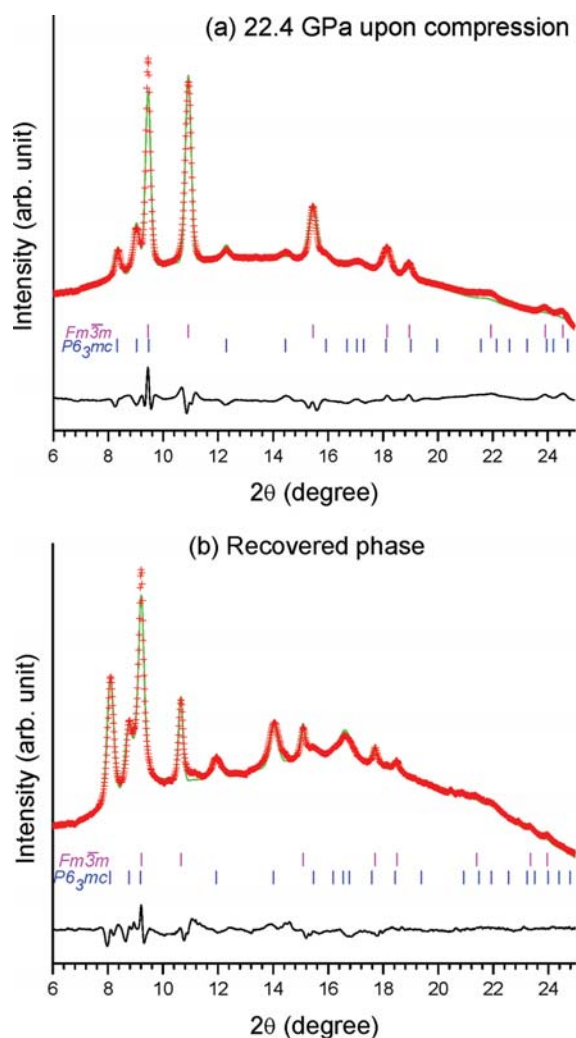 (a) 22.4 GPa upon compression
Intensity (arb. unit)
Fm3̅m
P6₃mc
6 8 10 12 14 16 18 20 22 24
2θ (degree)
(b) Recovered phase
Intensity (arb. unit)
Fm3̅m
P6₃mc
6 8 10 12 14 16 18 20 22 24
2θ (degree)